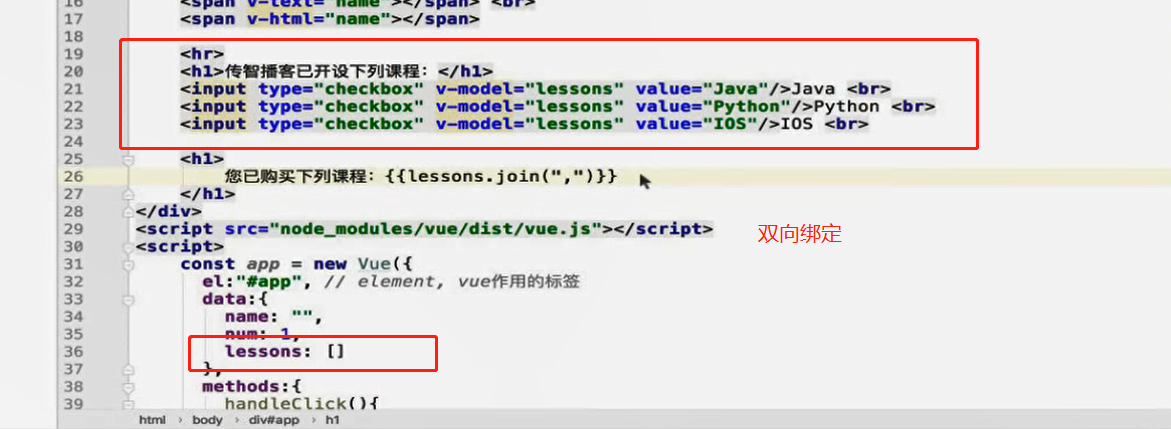 16 <span v-text="name"></span> <br>
17 <span v-html="name"></span>
18
19 <hr>
20 <h1>传智播客已开设下列课程：</h1>
21 <input type="checkbox" v-model="lessons" value="Java"/>Java <br>
22 <input type="checkbox" v-model="lessons" value="Python"/>Python <br>
23 <input type="checkbox" v-model="lessons" value="IOS"/>IOS <br>
24
25 <h1>
26 您已购买下列课程：{{lessons.join(",")}}
27 </h1>
28 </div>
29 <script src="node_modules/vue/dist/vue.js"></script>
双向绑定
30 <script>
31 const app = new Vue({
32 el:"#app", // element, vue作用的标签
33 data:{
34 name: "",
35 num: 1,
36 lessons: []
37 },
38 methods:{
39 handleClick(){
html › body › div#app › h1